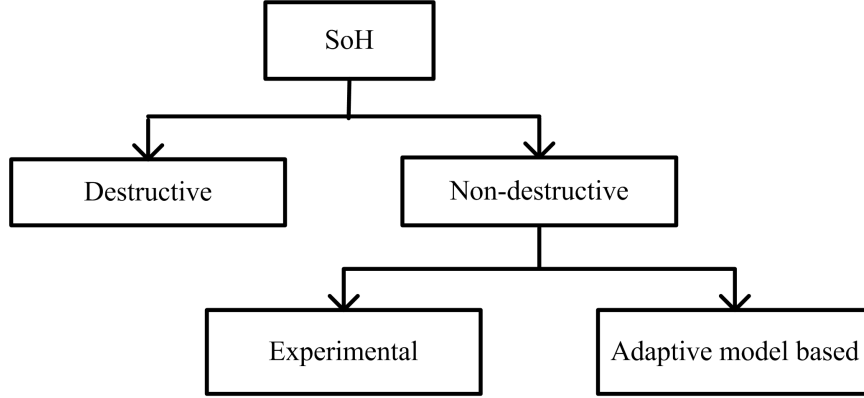 SoH
Destructive
Non-destructive
Experimental
Adaptive model based